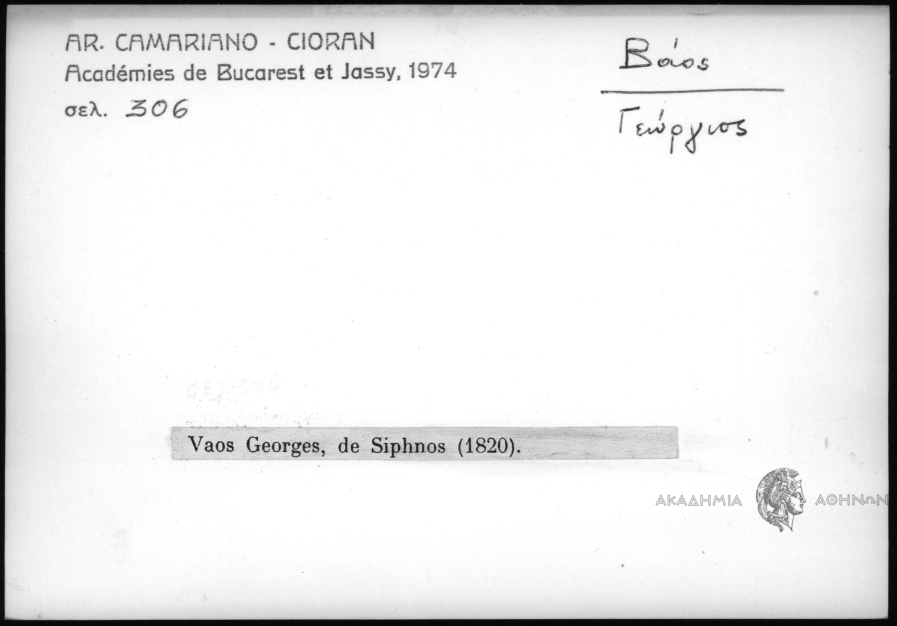 AR. CAMARIANO - CIORAN
Académies de Bucarest et Jassy, 1974
σελ. 306
Βάος
Γεώργιος
Vaos Georges, de Siphnos (1820).
ΑΚΑΔΗΜΙΑ ΑΘΗΝΩΝ